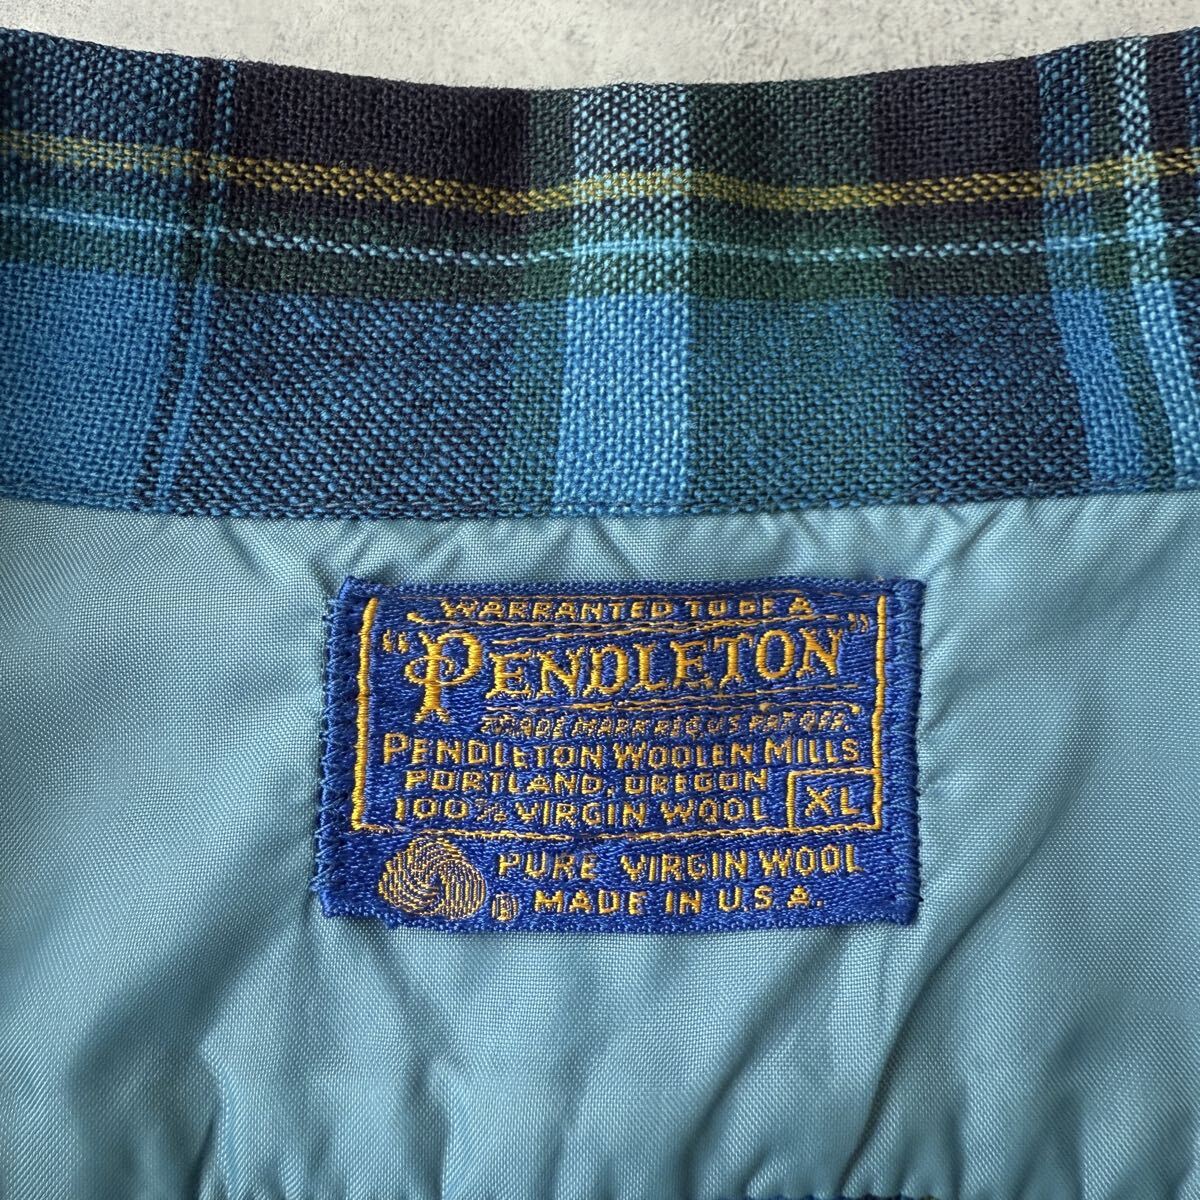 WARRANTED TO BE A
"PENDLETON"
TRADE MARK REG. U.S. PAT. OFF.
PENDLETON WOOLEN MILLS
PORTLAND, OREGON
100% VIRGIN WOOL XL
PURE VIRGIN WOOL
R MADE IN U.S.A.